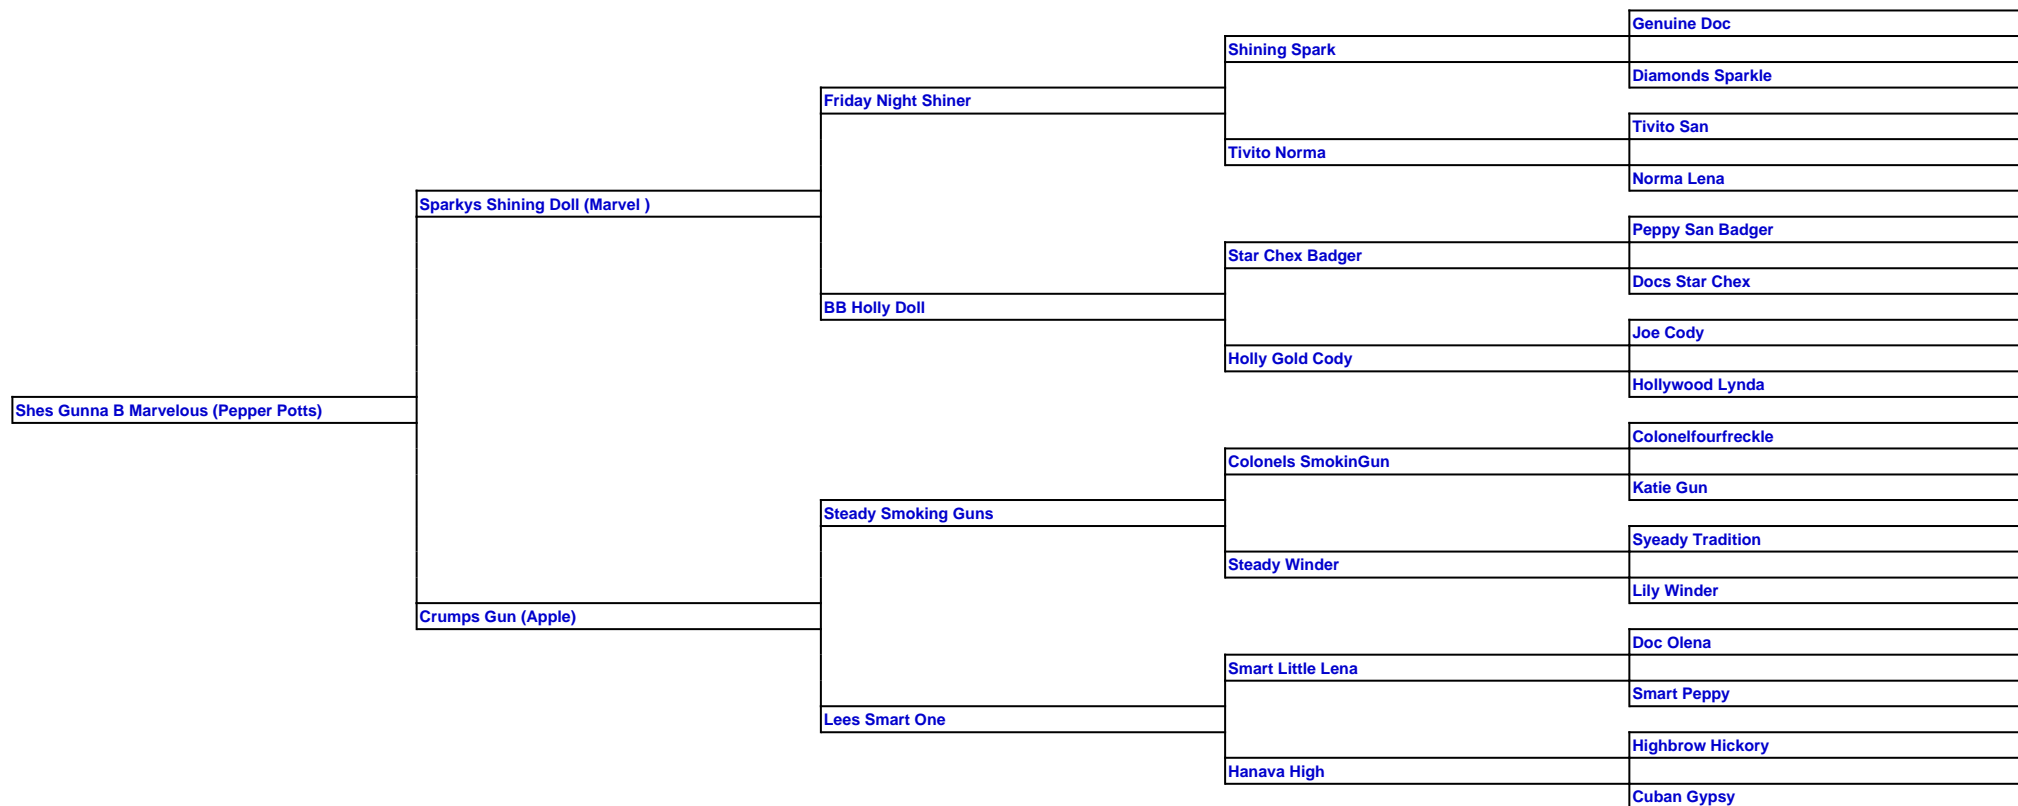 Genuine Doc
Shining Spark
Diamonds Sparkle
Friday Night Shiner
Tivito San
Tivito Norma
Norma Lena
Sparkys Shining Doll (Marvel )
Peppy San Badger
Star Chex Badger
Docs Star Chex
BB Holly Doll
Joe Cody
Holly Gold Cody
Hollywood Lynda
Shes Gunna B Marvelous (Pepper Potts)
Colonelfourfreckle
Colonels SmokinGun
Katie Gun
Steady Smoking Guns
Syeady Tradition
Steady Winder
Lily Winder
Crumps Gun (Apple)
Doc Olena
Smart Little Lena
Smart Peppy
Lees Smart One
Highbrow Hickory
Hanava High
Cuban Gypsy